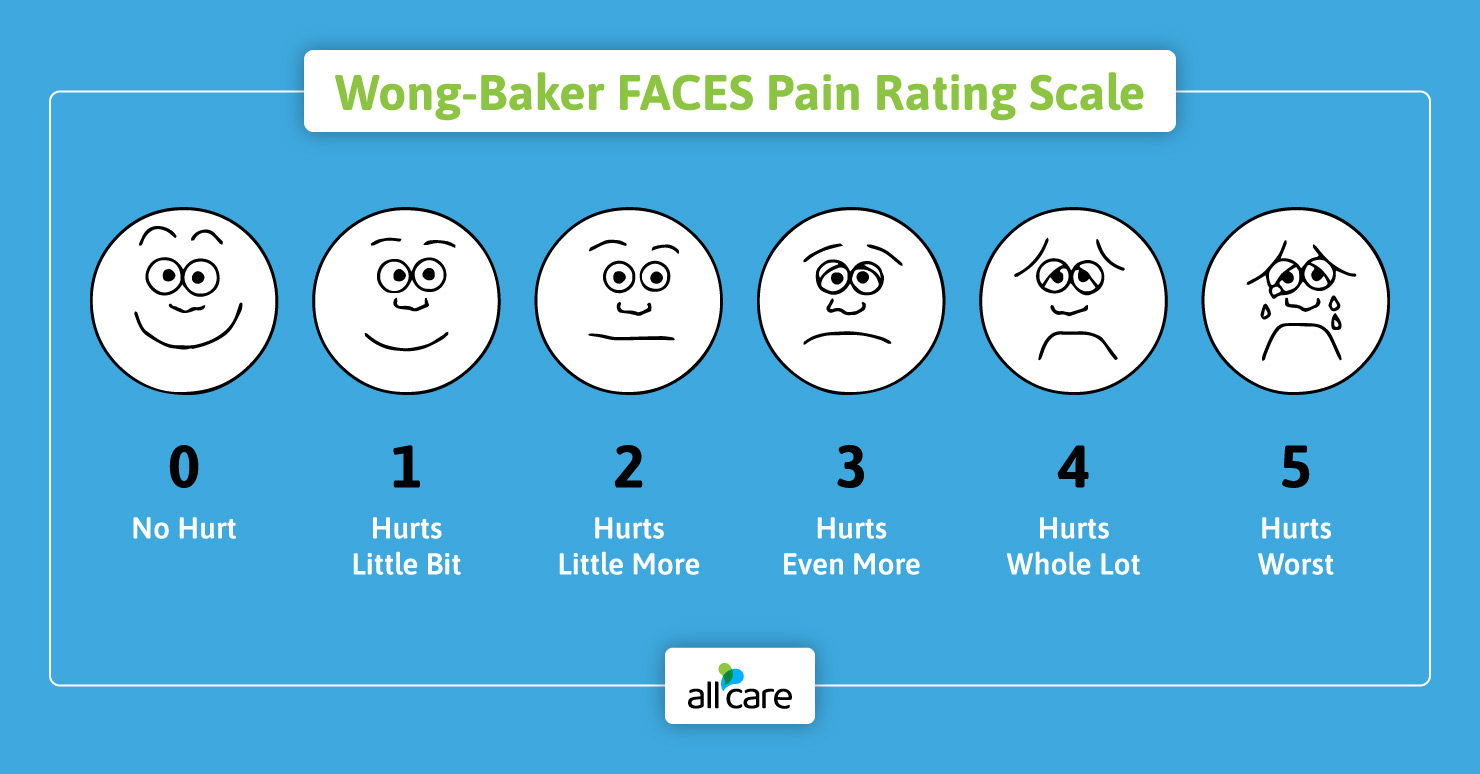 Wong-Baker FACES Pain Rating Scale
0
No Hurt
1
Hurts
Little Bit
2
Hurts
Little More
3
Hurts
Even More
4
Hurts
Whole Lot
5
Hurts
Worst
all care